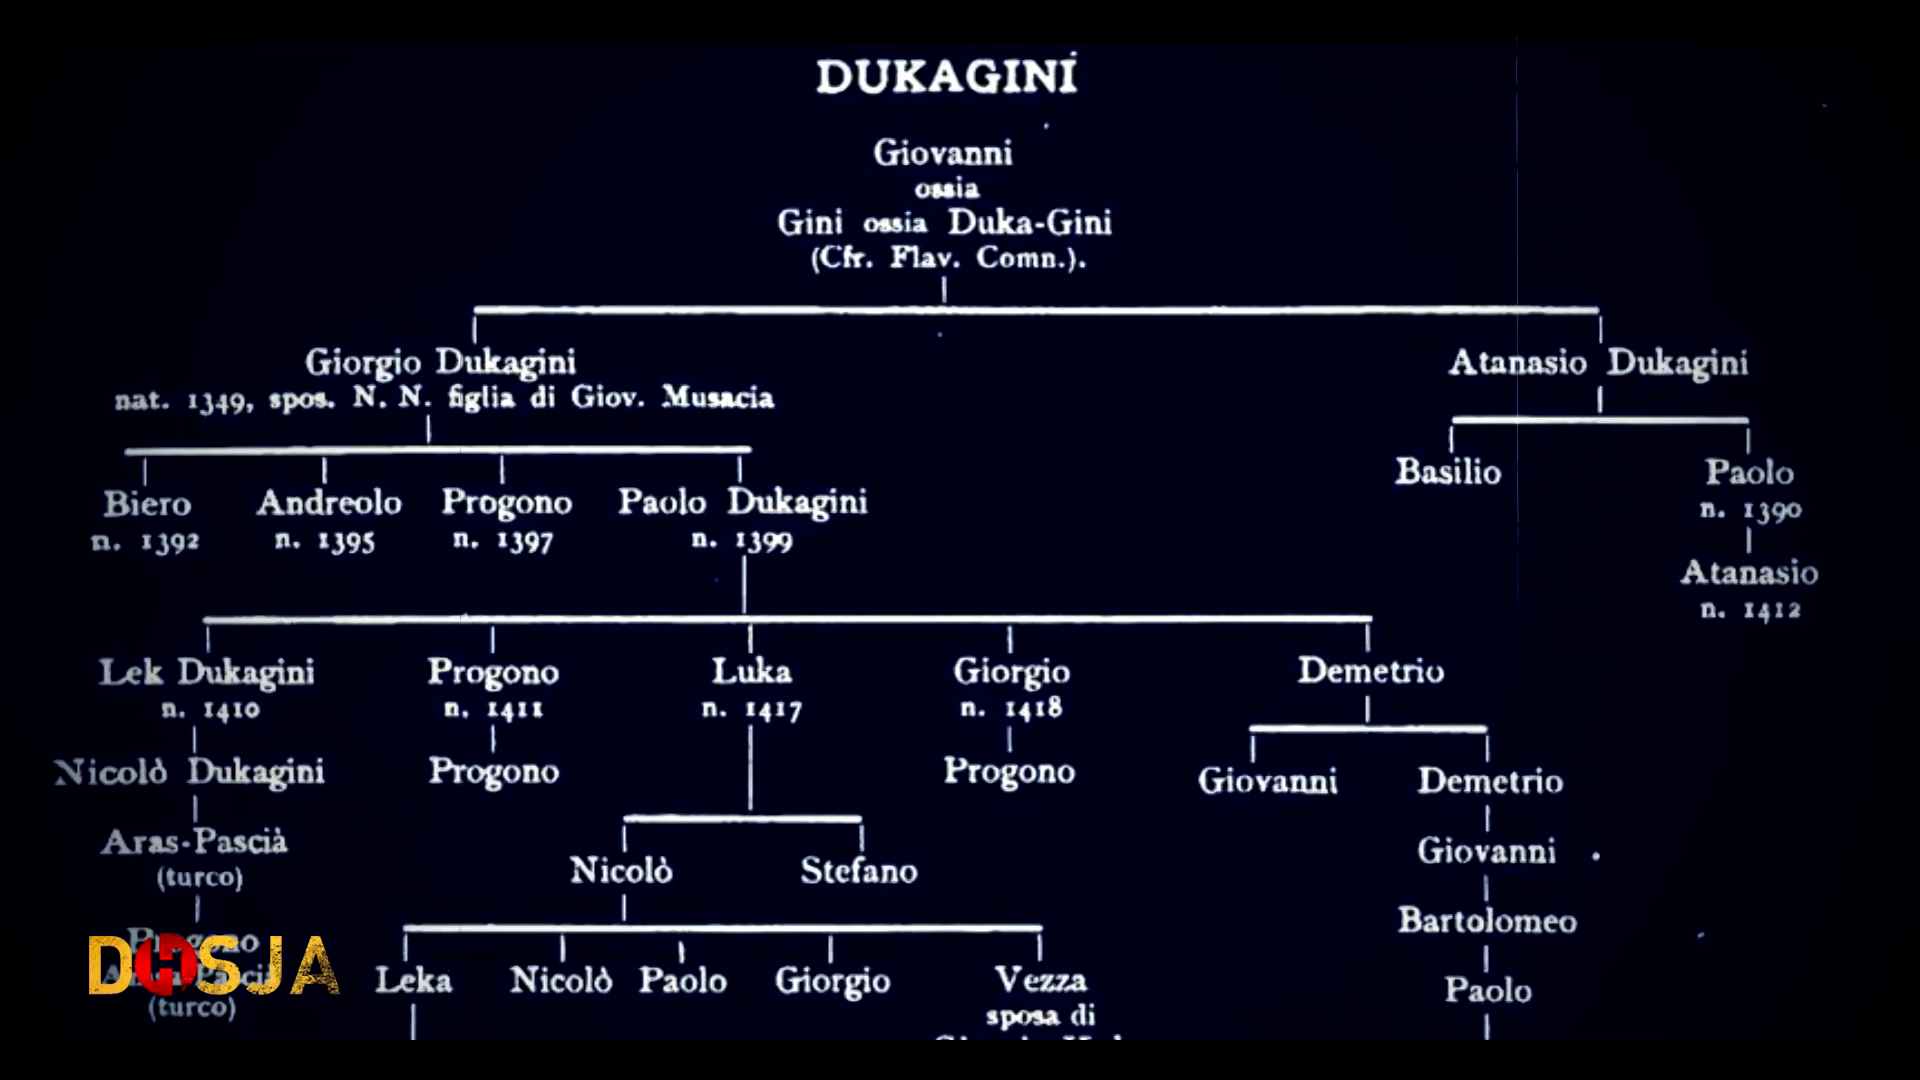 DUKAGINI
Giovanni
ossia
Gini ossia Duka-Gini
(Cfr. Flav. Comn.).
Giorgio Dukagini
nat. 1349, spos. N. N. figlia di Giov. Musacia
Atanasio Dukagini
Biero
n. 1392
Andreolo
n. 1395
Progono
n. 1397
Paolo Dukagini
n. 1399
Basilio
Paolo
n. 1390
Atanasio
n. 1412
Lek Dukagini
n. 1410
Progono
n. 1411
Luka
n. 1417
Giorgio
n. 1418
Demetrio
Nicolò Dukagini
Progono
Progono
Giovanni
Demetrio
Aras-Pascià
(turco)
Nicolò
Stefano
Giovanni
Bartolomeo
Progono
(turco)
Leka
Nicolò
Paolo
Giorgio
Vezza
sposa di
Paolo
DOSJA